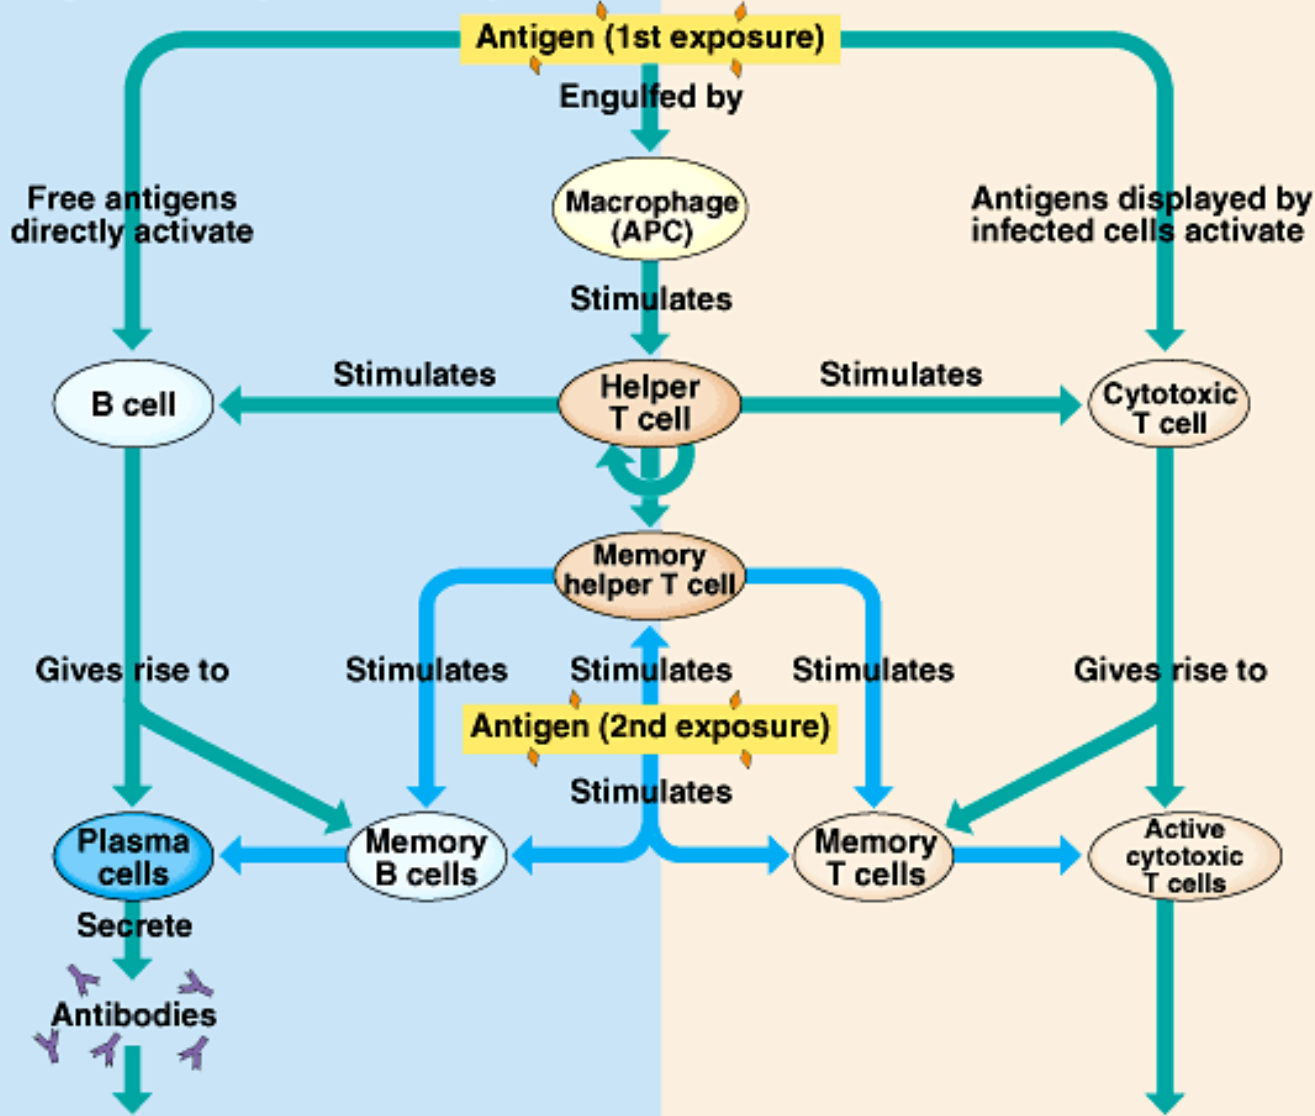 Antigen (1st exposure)
Engulfed by
Free antigens
directly activate
Macrophage
(APC)
Antigens displayed by
infected cells activate
Stimulates
B cell
Stimulates
Helper
T cell
Stimulates
Cytotoxic
T cell
Memory
helper T cell
Gives rise to
Stimulates
Stimulates
Stimulates
Gives rise to
Antigen (2nd exposure)
Stimulates
Plasma
cells
Memory
B cells
Memory
T cells
Active
cytotoxic
T cells
Secrete
Antibodies